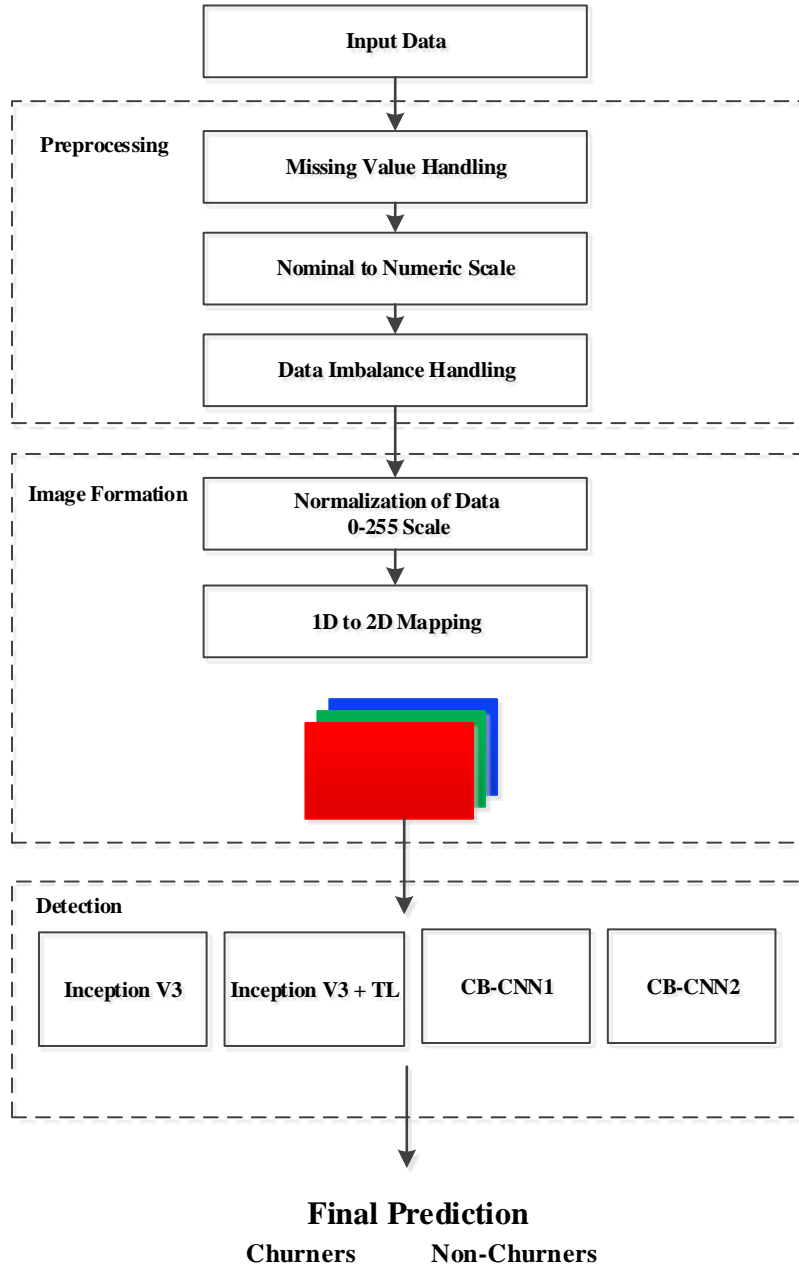 Input Data
Preprocessing
Missing Value Handling
Nominal to Numeric Scale
Data Imbalance Handling
Image Formation
Normalization of Data
0-255 Scale
1D to 2D Mapping
Detection
Inception V3
Inception V3 + TL
CB-CNN1
CB-CNN2
Final Prediction
Churners Non-Churners